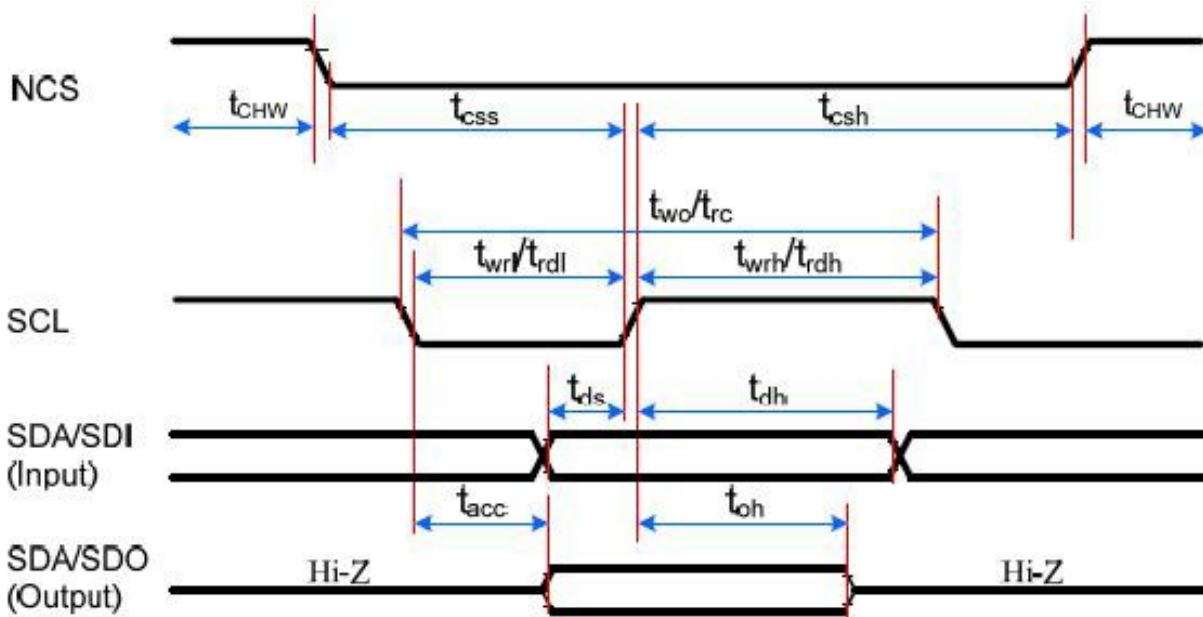 NCS
tCHW
tcss
tcsh
tCHW
two/trc
twrl/trdl
twrh/trdh
SCL
tds
tdh
SDA/SDI
(Input)
tacc
toh
SDA/SDO
(Output)
Hi-Z
Hi-Z